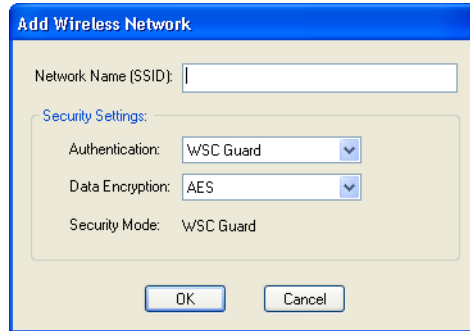 Add Wireless Network
Network Name (SSID):
Security Settings:
Authentication: WSC Guard
Data Encryption: AES
Security Mode: WSC Guard
OK Cancel